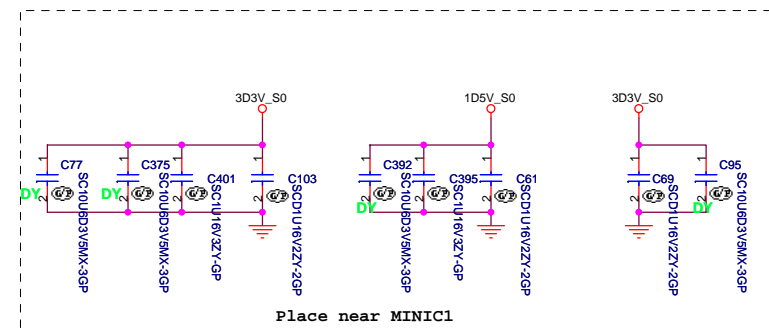 3D3V_S0
1D5V_S0
3D3V_S0
1 C77 2 DY G/P SC10U6D3V5MX-3GP
1 C375 2 DY G/P SC10U6D3V5MX-3GP
1 C401 2 G/P SC1U16V3ZY-GP
1 C103 2 G/P SCD1U16V2ZY-2GP
1 C392 2 DY G/P SCD1U16V2ZY-2GP
1 C395 2 G/P SC1U16V3ZY-GP
1 C61 2 G/P SCD1U16V2ZY-2GP
1 C69 2 G/P SCD1U16V2ZY-2GP
1 C95 2 DY G/P SC10U6D3V5MX-3GP
Place near MINIC1